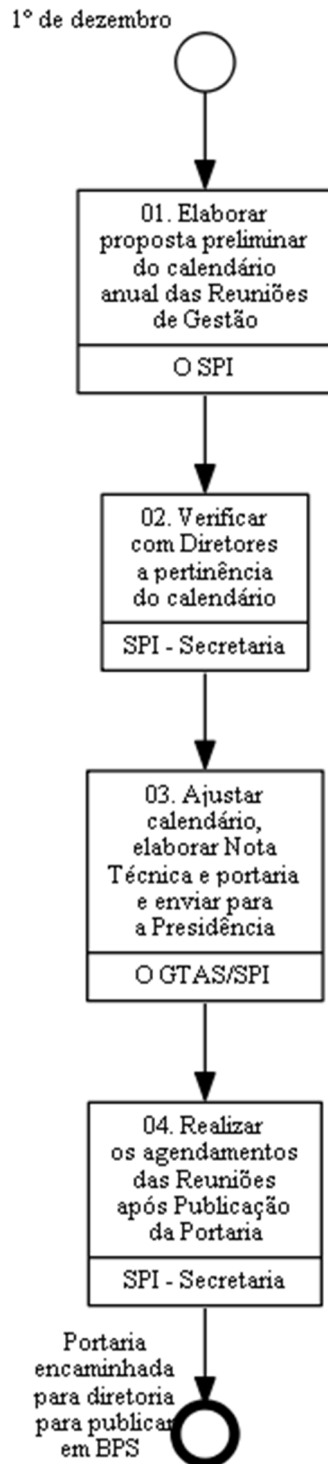 1º de dezembro
01. Elaborar
proposta preliminar
do calendário
anual das Reuniões
de Gestão
O SPI
02. Verificar
com Diretores
a pertinência
do calendário
SPI - Secretaria
03. Ajustar
calendário,
elaborar Nota
Técnica e portaria
e enviar para
a Presidência
O GTAS/SPI
04. Realizar
os agendamentos
das Reuniões
após Publicação
da Portaria
SPI - Secretaria
Portaria
encaminhada
para diretoria
para publicar
em BPS